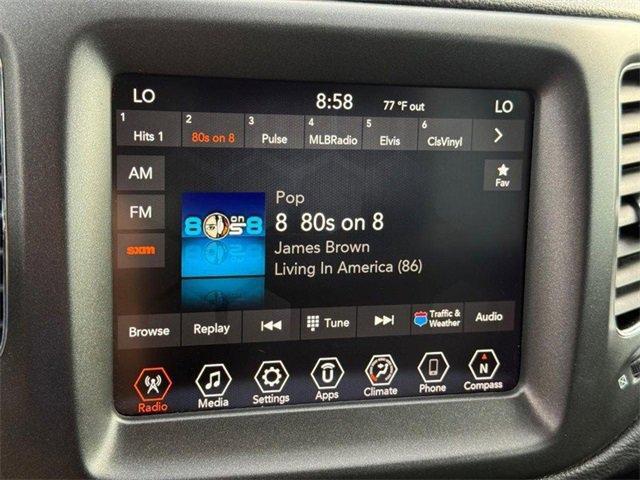 LO 8:58 77 °F out LO
1 Hits 1 2 80s on 8 3 Pulse 4 MLBRadio 5 Elvis 6 ClsVinyl
AM
FM
sxm
Fav
80s on 8
Pop
8 80s on 8
James Brown
Living In America (86)
Browse Replay Tune Traffic & Weather Audio
Radio Media Settings Apps Climate Phone N Compass